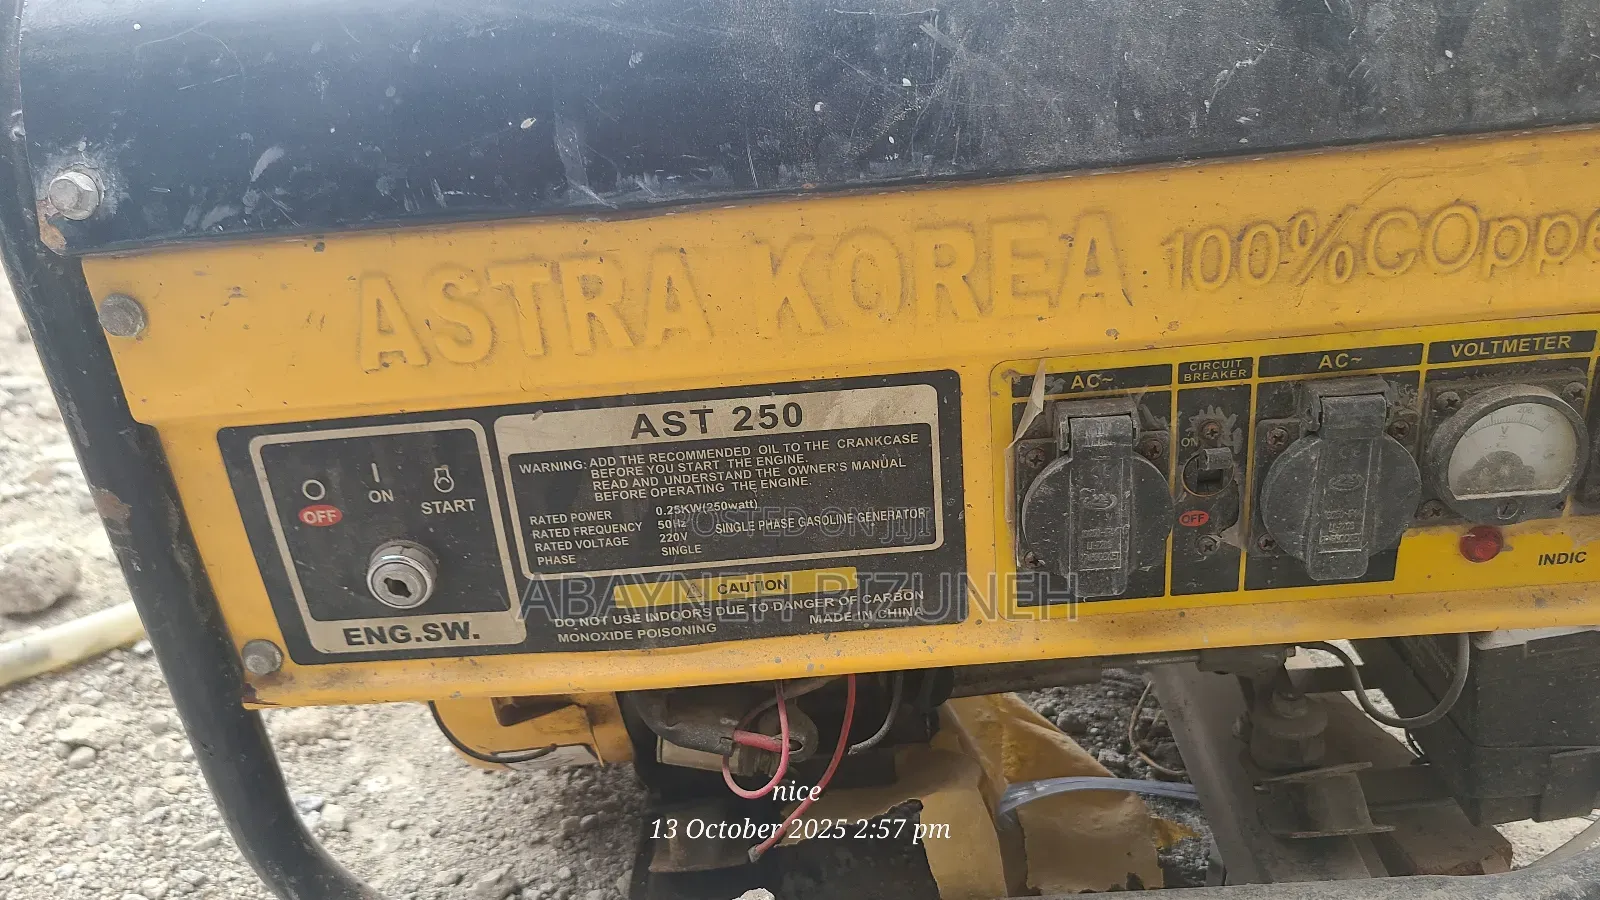 ASTRA KOREA 100%COppe
AC~
CIRCUIT
BREAKER
AC~
VOLTMETER
ON
OFF
INDIC
O
OFF
I
ON
START
ENG.SW.
AST 250
WARNING: ADD THE RECOMMENDED OIL TO THE CRANKCASE
BEFORE YOU START THE ENGINE.
READ AND UNDERSTAND THE OWNER'S MANUAL
BEFORE OPERATING THE ENGINE.
RATED POWER 0.25KW(250watt)
RATED FREQUENCY 50Hz SINGLE PHASE GASOLINE GENERATOR
RATED VOLTAGE 220V
PHASE SINGLE
CAUTION
DO NOT USE INDOORS DUE TO DANGER OF CARBON
MONOXIDE POISONING MADE IN CHINA
POSTED ON jiji
ABAYNEH BIZUNEH
nice
13 October 2025 2:57 pm